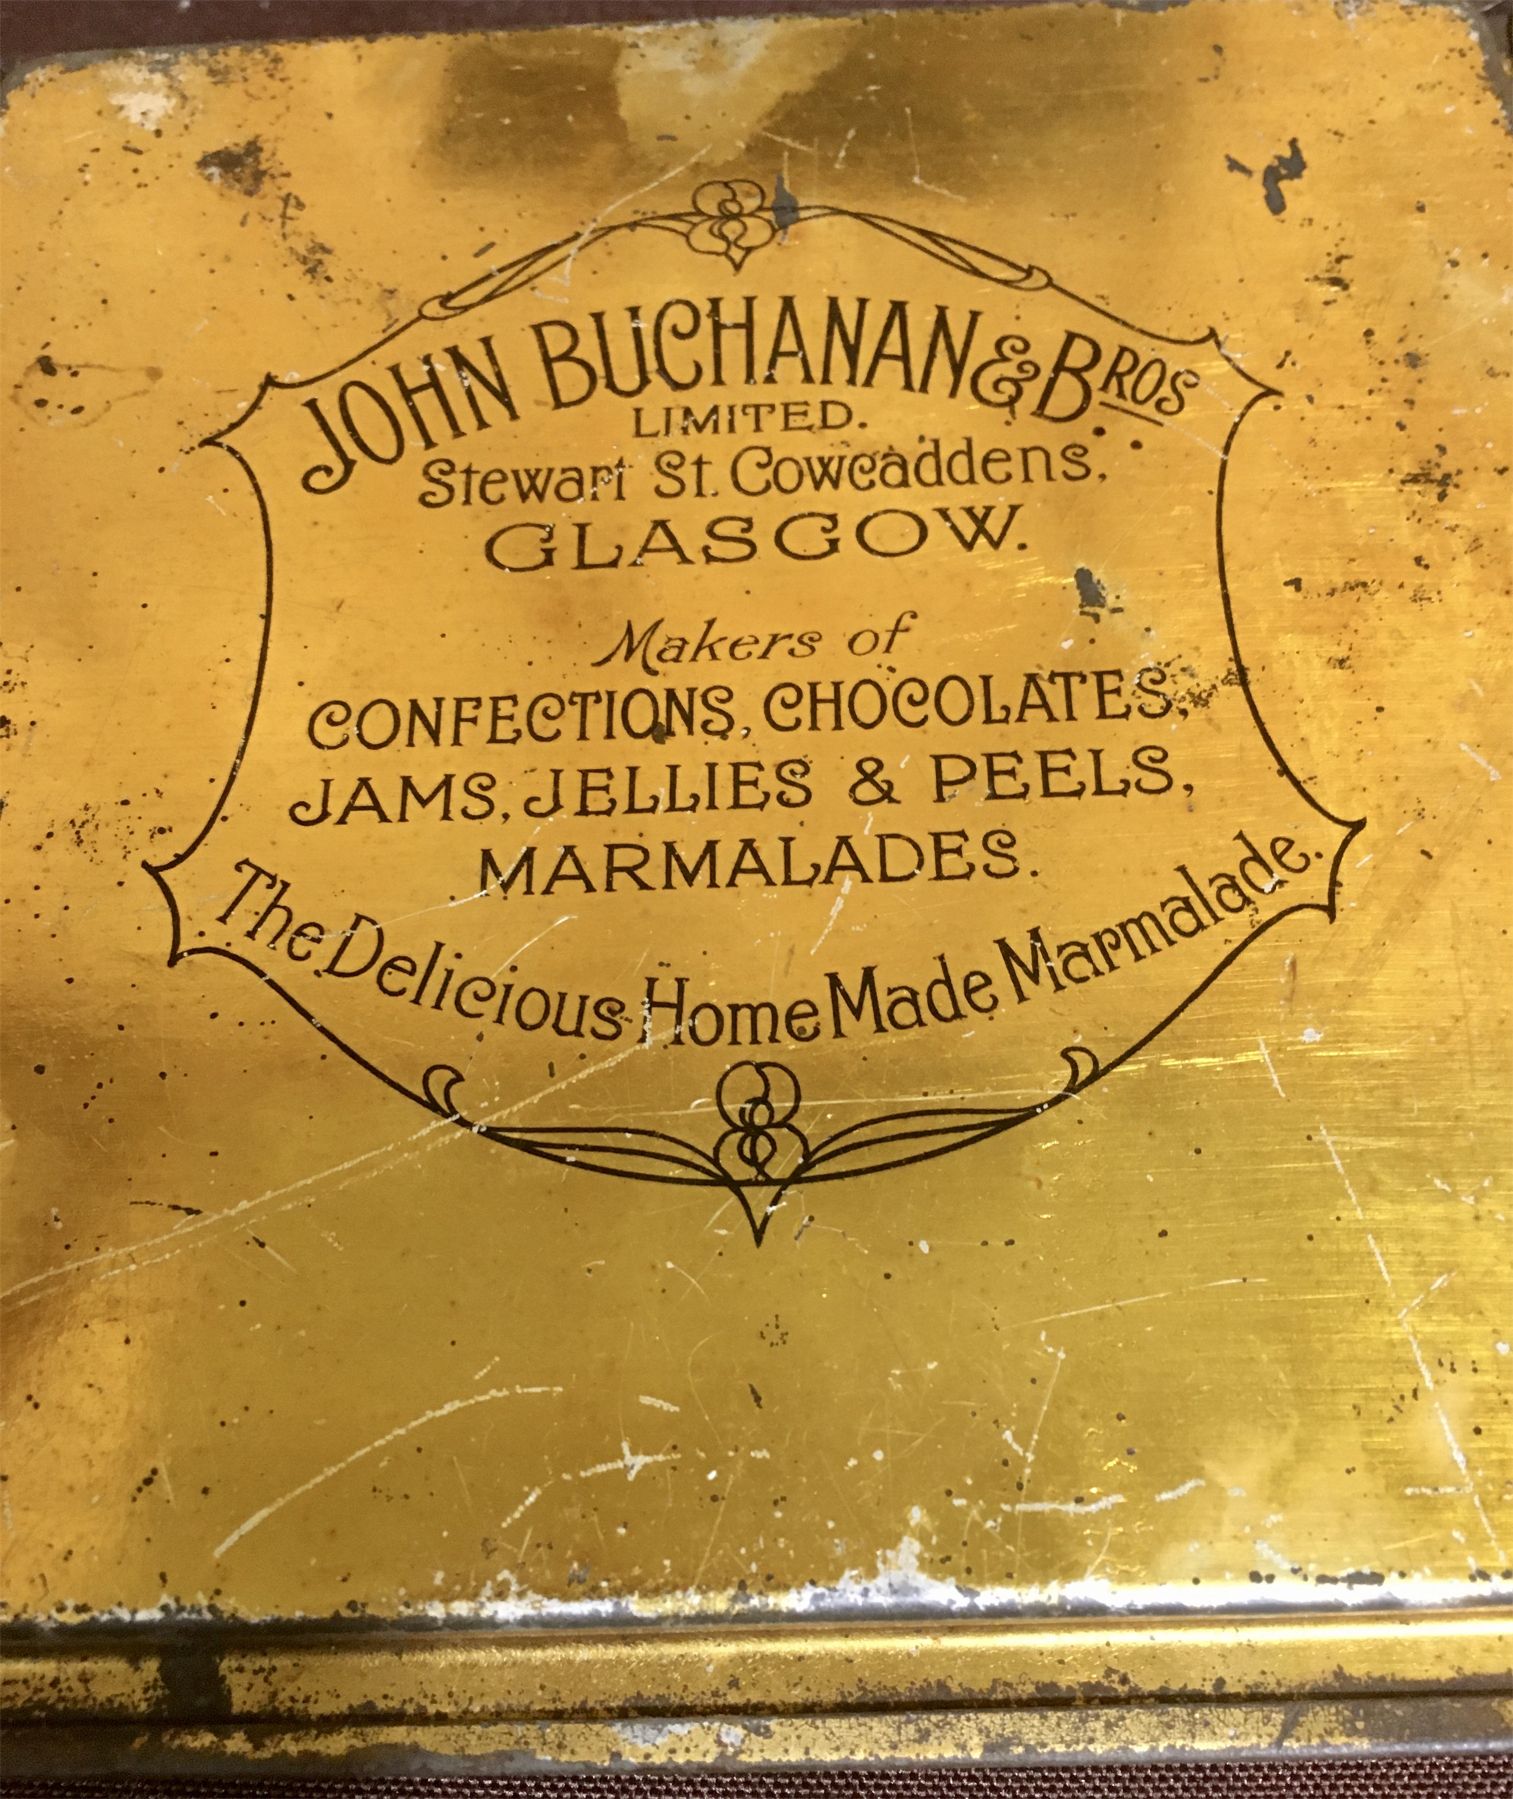 JOHN BUCHANAN & BROS.
LIMITED.
Stewart St. Cowcaddens,
GLASGOW.
Makers of
CONFECTIONS, CHOCOLATES,
JAMS, JELLIES & PEELS,
MARMALADES.
The Delicious Home Made Marmalade.